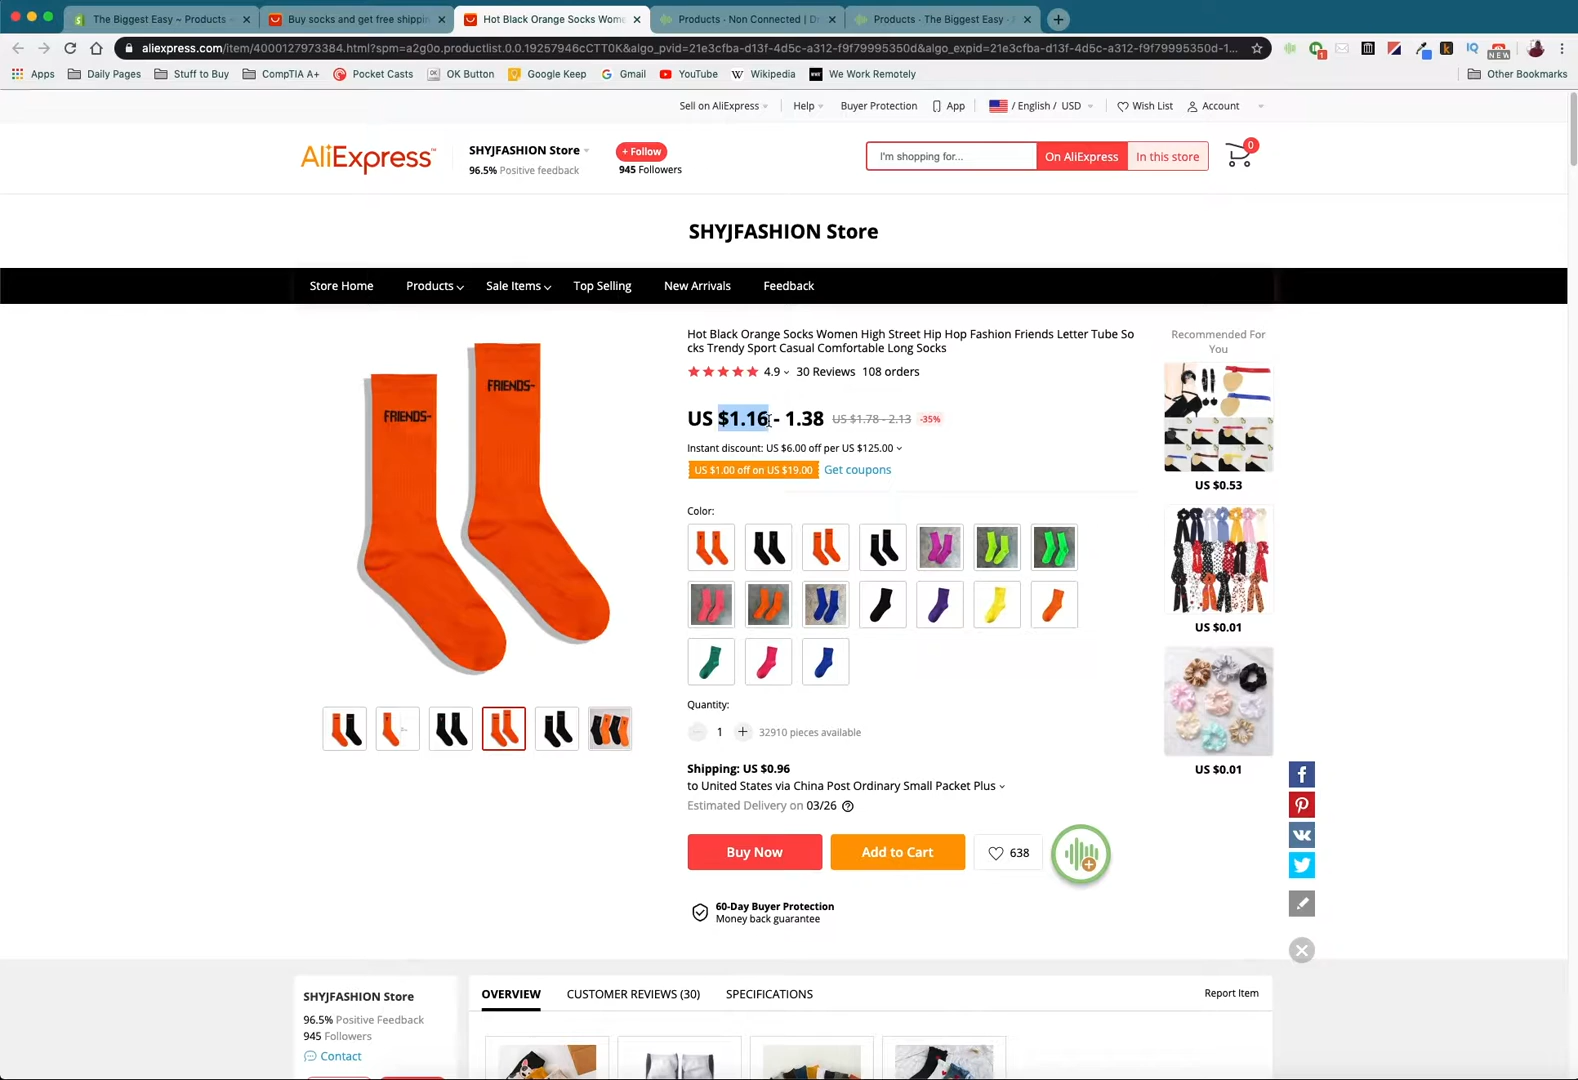 The Biggest Easy ~ Products ~
Buy socks and get free shippin
Hot Black Orange Socks Wome
Products · Non Connected | D
Products · The Biggest Easy ·
aliexpress.com/item/4000127973384.html?spm=a2g0o.productlist.0.0.19257946cCTT0K&algo_pvid=21e3cfba-d13f-4d5c-a312-f9f79995350d&algo_expid=21e3cfba-d13f-4d5c-a312-f9f79995350d-1...
Apps Daily Pages Stuff to Buy CompTIA A+ Pocket Casts OK Button Google Keep Gmail YouTube Wikipedia We Work Remotely Other Bookmarks
Sell on AliExpress Help Buyer Protection App / English / USD Wish List Account
AliExpress™
SHYJFASHION Store
96.5% Positive feedback
+ Follow
945 Followers
I'm shopping for...
On AliExpress
In this store
0
SHYJFASHION Store
Store Home Products Sale Items Top Selling New Arrivals Feedback
Hot Black Orange Socks Women High Street Hip Hop Fashion Friends Letter Tube So
cks Trendy Sport Casual Comfortable Long Socks
4.9 30 Reviews 108 orders
US $1.16 - 1.38 US $1.78 - 2.13 -35%
Instant discount: US $6.00 off per US $125.00
US $1.00 off on US $19.00 Get coupons
FRIENDS~
FRIENDS~
Color:
Quantity:
1 + 32910 pieces available
Shipping: US $0.96
to United States via China Post Ordinary Small Packet Plus
Estimated Delivery on 03/26
Buy Now
Add to Cart
638
60-Day Buyer Protection
Money back guarantee
Recommended For
You
US $0.53
US $0.01
US $0.01
SHYJFASHION Store
96.5% Positive Feedback
945 Followers
Contact
OVERVIEW CUSTOMER REVIEWS (30) SPECIFICATIONS
Report Item